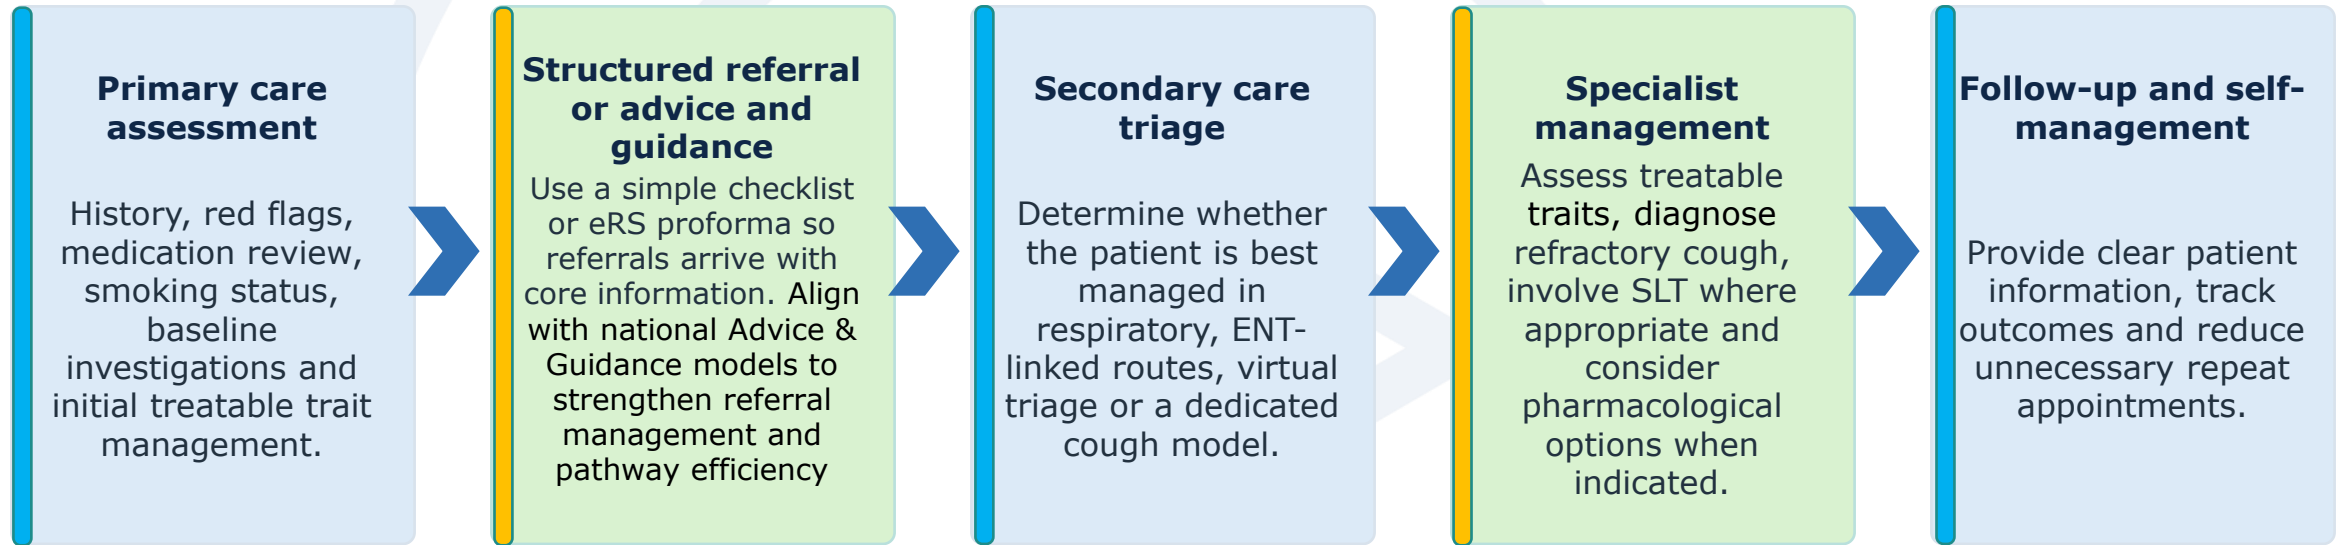 Primary care
assessment
History, red flags,
medication review,
smoking status,
baseline
investigations and
initial treatable trait
management.
Structured referral
or advice and
guidance
Use a simple checklist
or eRS proforma so
referrals arrive with
core information. Align
with national Advice &
Guidance models to
strengthen referral
management and
pathway efficiency
Secondary care
triage
Determine whether
the patient is best
managed in
respiratory, ENT-
linked routes, virtual
triage or a dedicated
cough model.
Specialist
management
Assess treatable
traits, diagnose
refractory cough,
involve SLT where
appropriate and
consider
pharmacological
options when
indicated.
Follow-up and self-
management
Provide clear patient
information, track
outcomes and reduce
unnecessary repeat
appointments.